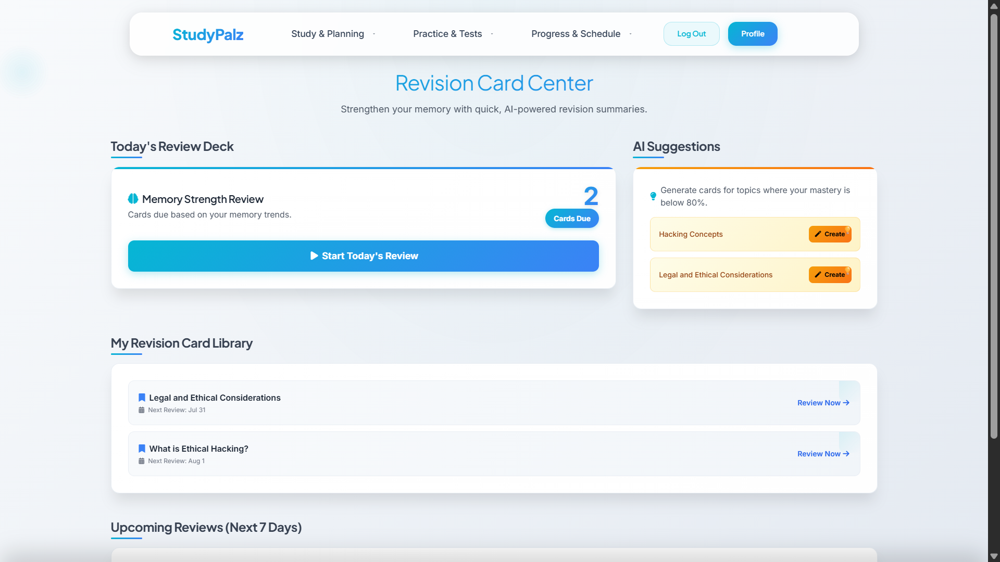 StudyPalz
Study & Planning
Practice & Tests
Progress & Schedule
Log Out
Profile
Revision Card Center
Strengthen your memory with quick, AI-powered revision summaries.
Today's Review Deck
Memory Strength Review
Cards due based on your memory trends.
2
Cards Due
Start Today's Review
AI Suggestions
Generate cards for topics where your mastery is
below 80%.
Hacking Concepts
Create
Legal and Ethical Considerations
Create
My Revision Card Library
Legal and Ethical Considerations
Next Review: Jul 31
Review Now →
What is Ethical Hacking?
Next Review: Aug 1
Review Now →
Upcoming Reviews (Next 7 Days)